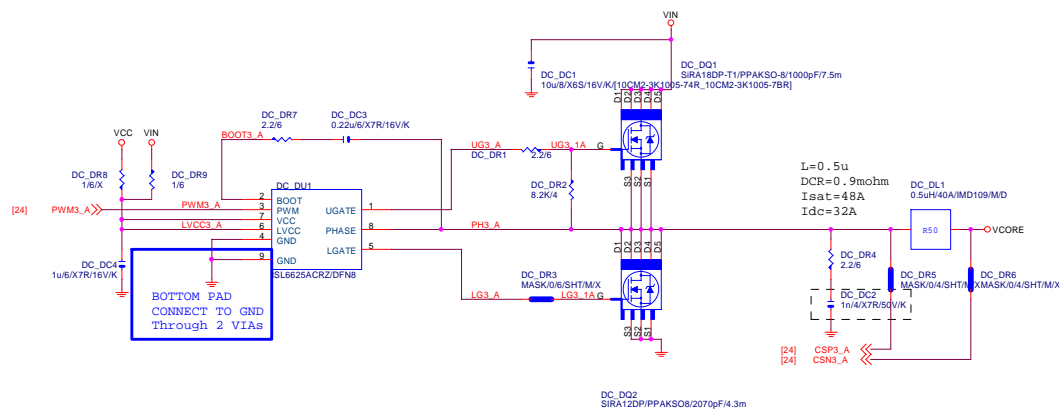 VIN
DC_DQ1
SiRA18DP-T1/PPAKSO-8/1000pF/7.5m
DC_DC1
10u/8/X6S/16V/K/[10CM2-3K1005-74R_10CM2-3K1005-7BR]
D1
D2
D3
D4
D5
DC_DR7
2.2/6
DC_DC3
0.22u/6/X7R/16V/K
VCC
VIN
BOOT3_A
UG3_A
DC_DR1
2.2/6
UG3_1A
G
S3
S2
S1
DC_DR8
1/6/X
DC_DR9
1/6
DC_DU1
DC_DR2
8.2K/4
L=0.5u
DCR=0.9mohm
Isat=48A
Idc=32A
DC_DL1
0.5uH/40A/IMD109/M/D
[24]
PWM3_A
PWM3_A
LVCC3_A
2
3
7
6
4
9
BOOT
PWM
VCC
LVCC
GND
GND
UGATE
PHASE
LGATE
1
8
5
PH3_A
R50
VCORE
ISL6625ACRZ/DFN8
DC_DC4
1u/6/X7R/16V/K
BOTTOM PAD
CONNECT TO GND
Through 2 VIAs
D1
D2
D3
D4
D5
LG3_A
DC_DR3
MASK/0/6/SHT/M/X
LG3_1A
G
S3
S2
S1
DC_DR4
2.2/6
DC_DC2
1n/4/X7R/50V/K
DC_DR5
MASK/0/4/SHT/M/X
DC_DR6
MASK/0/4/SHT/M/X
[24]
CSP3_A
[24]
CSN3_A
DC_DQ2
SIRA12DP/PPAKSO8/2070pF/4.3m